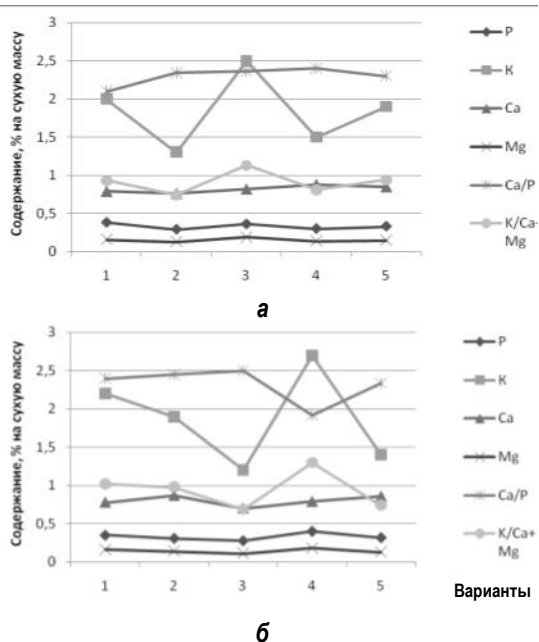 Содержание, % на сухую массу
3
2,5
2
1,5
1
0,5
0
1 2 3 4 5
P
K
Ca
Mg
Ca/P
K/Ca+
Mg
а
Содержание, % на сухую массу
3
2,5
2
1,5
1
0,5
0
1 2 3 4 5
P
K
Ca
Mg
Ca/P
K/Ca+
Mg
Варианты
б